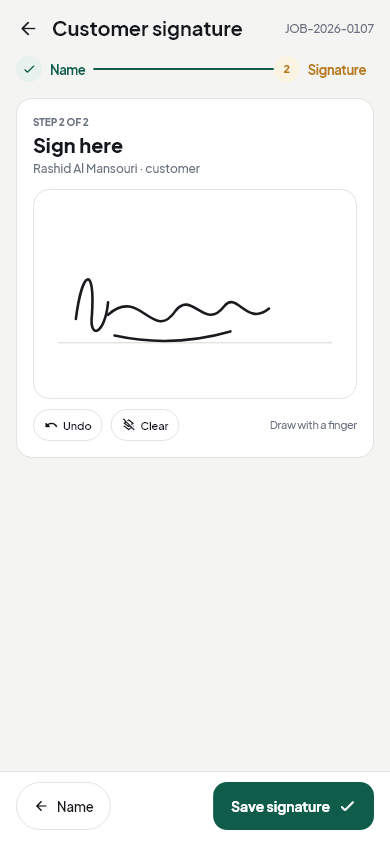 Customer signature JOB-2026-0107
Name 2 Signature
STEP 2 OF 2
Sign here
Rashid Al Mansouri · customer
Undo Clear Draw with a finger
Name Save signature